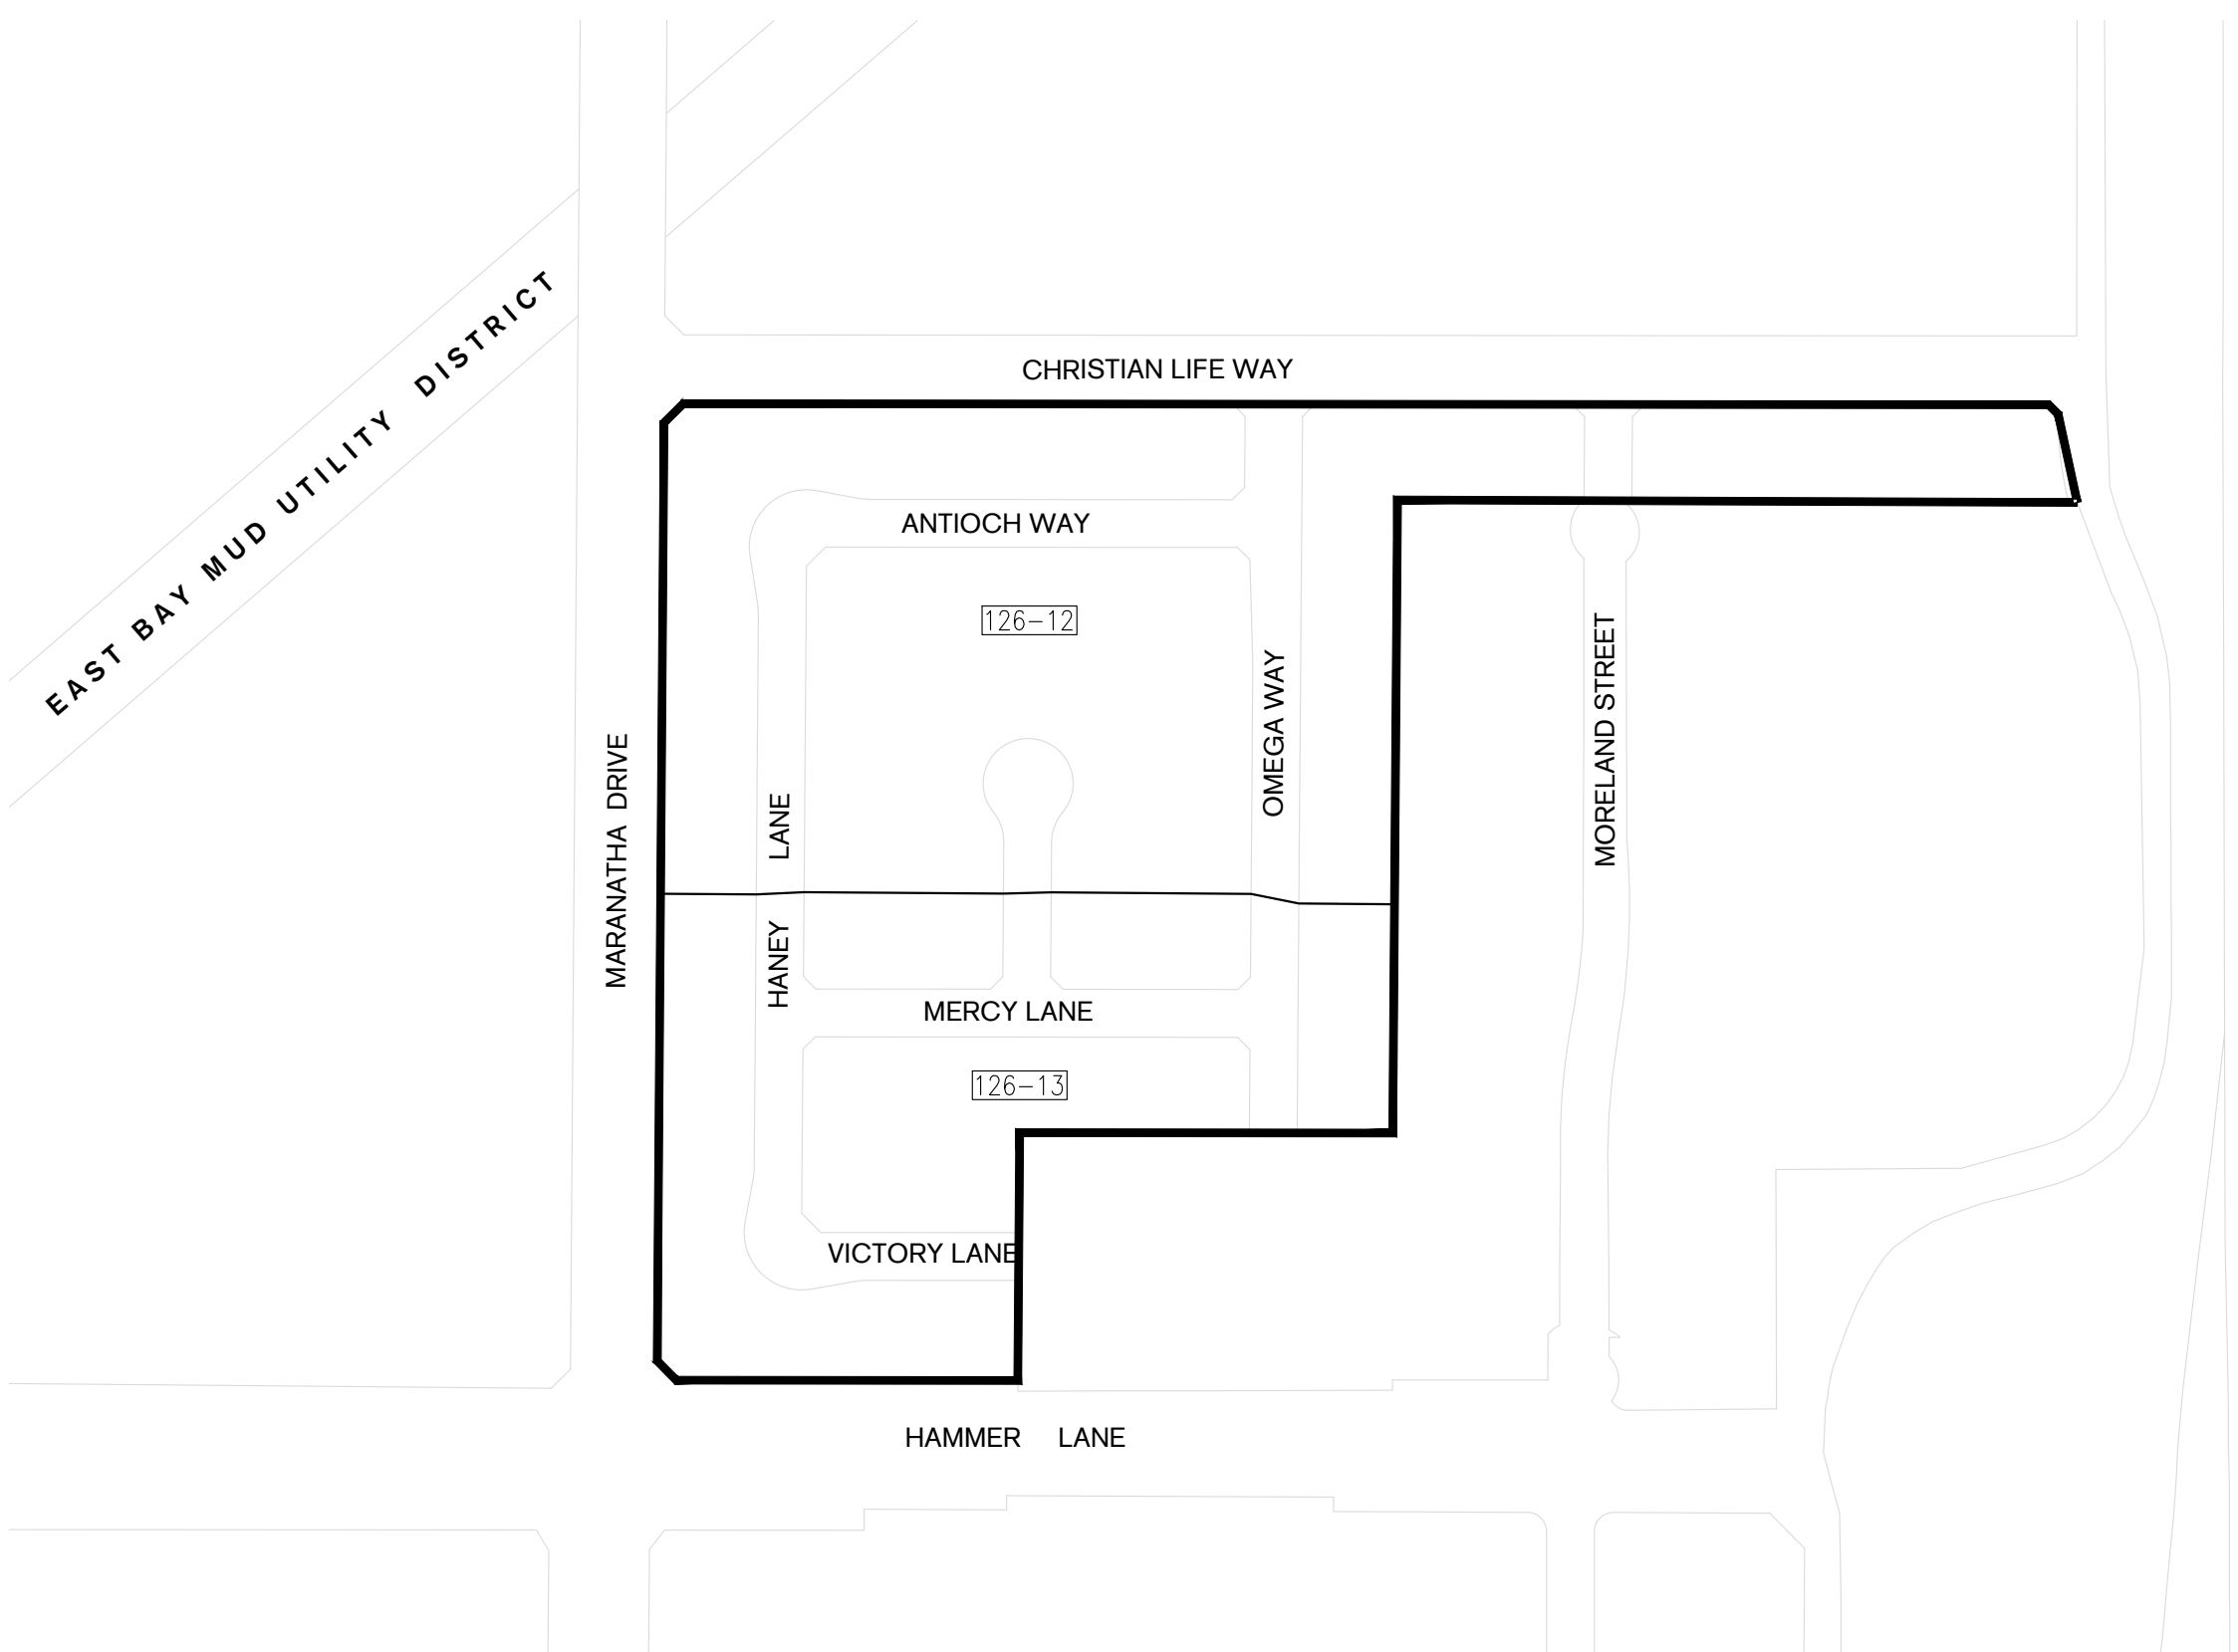 EAST BAY MUD UTILITY DISTRICT
CHRISTIAN LIFE WAY
ANTIOCH WAY
126-12
MARANATHA DRIVE
HANEY LANE
OMEGA WAY
MORELAND STREET
MERCY LANE
126-13
VICTORY LANE
HAMMER LANE